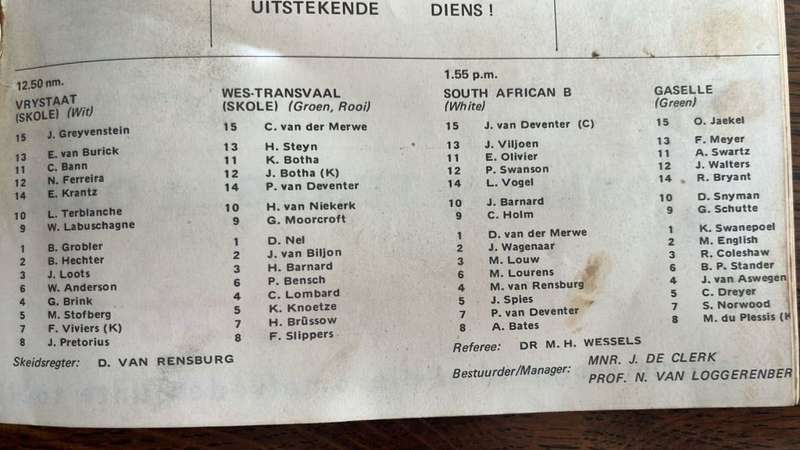 UITSTEKENDE DIENS !
12.50 nm.
VRYSTAAT
(SKOLE) (Wit)
15 J. Greyvenstein
13 E. van Burick
11 C. Bann
12 N. Ferreira
14 E. Krantz
10 L. Terblanche
9 W. Labuschagne
1 B. Grobler
2 B. Hechter
3 J. Loots
6 W. Anderson
4 G. Brink
5 M. Stofberg
7 F. Viviers (K)
8 J. Pretorius
Skeidsregter: D. VAN RENSBURG
WES-TRANSVAAL
(SKOLE) (Groen, Rooi)
15 C. van der Merwe
13 H. Steyn
11 K. Botha
12 J. Botha (K)
14 P. van Deventer
10 H. van Niekerk
9 G. Moorcroft
1 D. Nel
2 J. van Biljon
3 H. Barnard
6 P. Bensch
4 C. Lombard
5 K. Knoetze
7 H. Brüssow
8 F. Slippers
1.55 p.m.
SOUTH AFRICAN B
(White)
15 J. van Deventer (C)
13 J. Viljoen
11 E. Olivier
12 P. Swanson
14 L. Vogel
10 J. Barnard
9 C. Holm
1 D. van der Merwe
2 J. Wagenaar
3 M. Louw
6 M. Lourens
4 M. van Rensburg
5 J. Spies
7 P. van Deventer
8 A. Bates
GASELLE
(Green)
15 O. Jaekel
13 F. Meyer
11 A. Swartz
12 J. Walters
14 R. Bryant
10 D. Snyman
9 G. Schutte
1 K. Swanepoel
2 M. English
3 R. Coleshaw
6 B. P. Stander
4 J. van Aswegen
5 C. Dreyer
7 S. Norwood
8 M. du Plessis (K
Referee: DR M. H. WESSELS
Bestuurder/Manager: MNR. J. DE CLERK
PROF. N. VAN LOGGERENBER